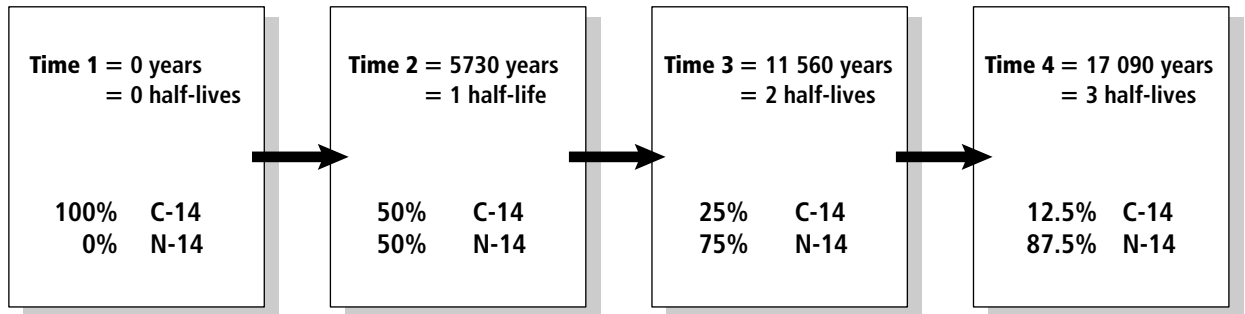 Time 1 = 0 years
= 0 half-lives
100% C-14
0% N-14
Time 2 = 5730 years
= 1 half-life
50% C-14
50% N-14
Time 3 = 11 560 years
= 2 half-lives
25% C-14
75% N-14
Time 4 = 17 090 years
= 3 half-lives
12.5% C-14
87.5% N-14